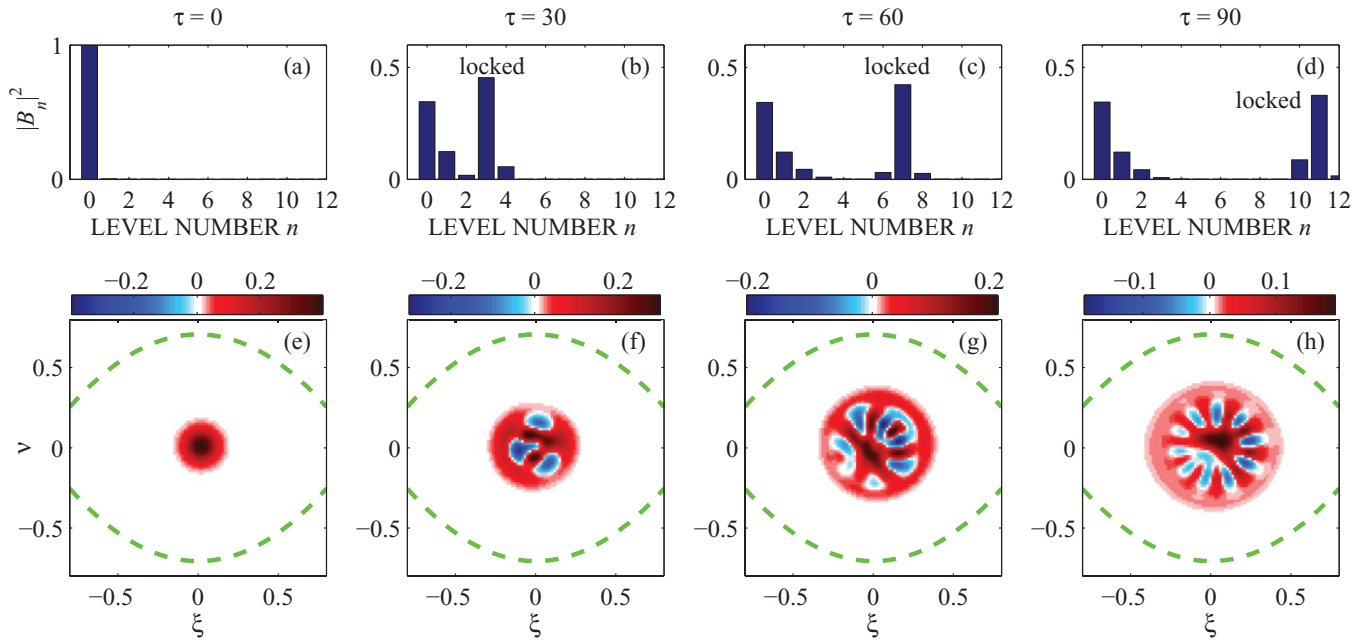 τ = 0 τ = 30 τ = 60 τ = 90
(a) (b) (c) (d)
locked locked locked
|B_n|^2
1 0.5 0.5 0.5
0 0 0 0
0 2 4 6 8 10 12 0 2 4 6 8 10 12 0 2 4 6 8 10 12 0 2 4 6 8 10 12
LEVEL NUMBER n LEVEL NUMBER n LEVEL NUMBER n LEVEL NUMBER n
−0.2 0 0.2 −0.2 0 0.2 −0.2 0 0.2 −0.1 0 0.1
(e) (f) (g) (h)
0.5 0.5 0.5 0.5
ν 0 0 0 0
−0.5 −0.5 −0.5 −0.5
−0.5 0 0.5 −0.5 0 0.5 −0.5 0 0.5 −0.5 0 0.5
ξ ξ ξ ξ